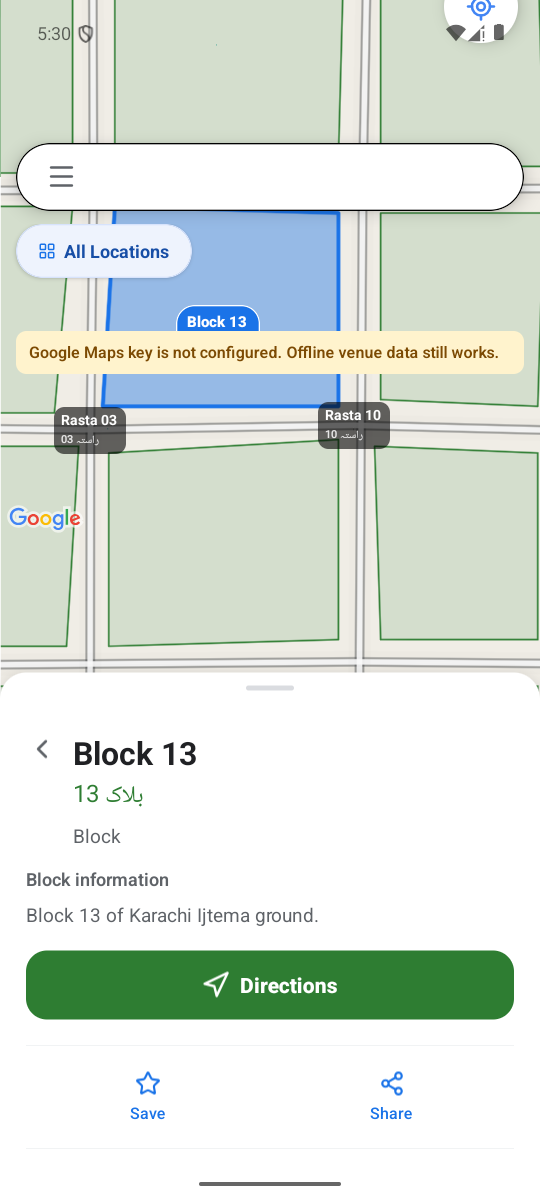 5:30
All Locations
Block 13
Google Maps key is not configured. Offline venue data still works.
Rasta 03
راستہ 03
Rasta 10
راستہ 10
Google
Block 13
بلاک 13
Block
Block information
Block 13 of Karachi Ijtema ground.
Directions
Save
Share